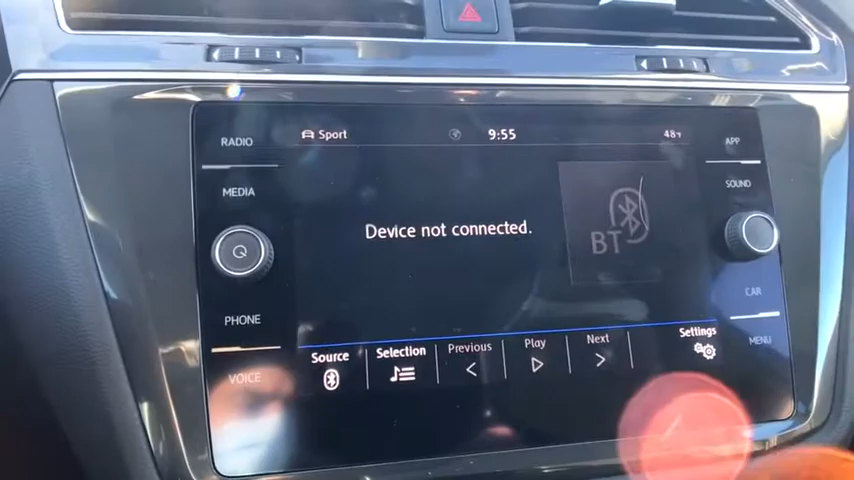 RADIO
Sport
9:55
48°F
APP
MEDIA
SOUND
Device not connected.
BT
PHONE
CAR
VOICE
MENU
Source
Selection
Previous
Play
Next
Settings